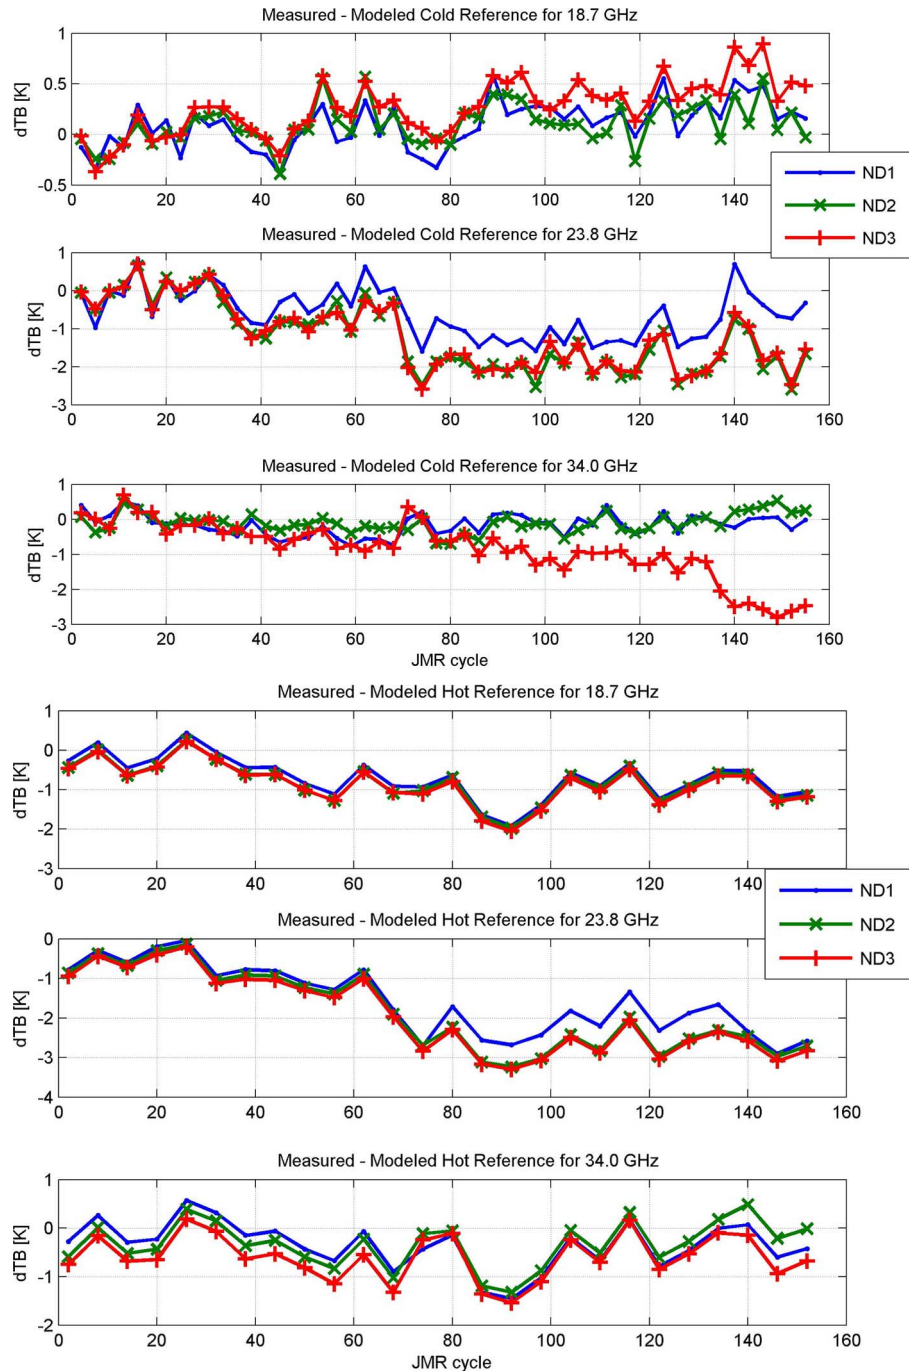 Measured - Modeled Cold Reference for 18.7 GHz
1
0.5
0
-0.5
dTB [K]
0 20 40 60 80 100 120 140
ND1
ND2
ND3
Measured - Modeled Cold Reference for 23.8 GHz
1
0
-1
-2
-3
dTB [K]
0 20 40 60 80 100 120 140 160
Measured - Modeled Cold Reference for 34.0 GHz
1
0
-1
-2
-3
dTB [K]
0 20 40 60 80 100 120 140 160
JMR cycle
Measured - Modeled Hot Reference for 18.7 GHz
1
0
-1
-2
-3
dTB [K]
0 20 40 60 80 100 120 140
ND1
ND2
ND3
Measured - Modeled Hot Reference for 23.8 GHz
0
-1
-2
-3
-4
dTB [K]
0 20 40 60 80 100 120 140 160
Measured - Modeled Hot Reference for 34.0 GHz
1
0
-1
-2
dTB [K]
0 20 40 60 80 100 120 140 160
JMR cycle